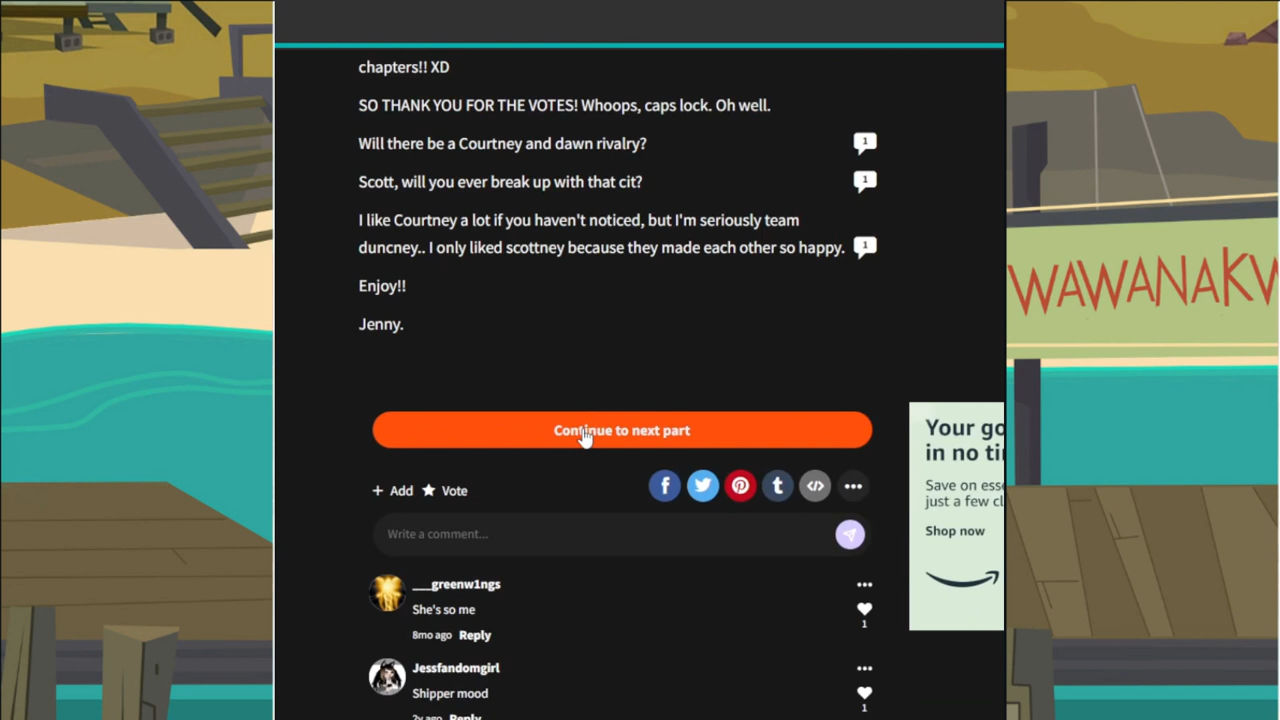 chapters!! XD
SO THANK YOU FOR THE VOTES! Whoops, caps lock. Oh well.
Will there be a Courtney and dawn rivalry?
1
Scott, will you ever break up with that cit?
1
I like Courtney a lot if you haven't noticed, but I'm seriously team
duncney.. I only liked scottney because they made each other so happy.
1
Enjoy!!
Jenny.
WAWANAKW
Continue to next part
Your go
in no ti
Save on esse
just a few cl
Shop now
+ Add ★ Vote
f
t
</>
Write a comment...
___greenw1ngs
She's so me
1
8mo ago Reply
Jessfandomgirl
Shipper mood
1
2y ago Reply